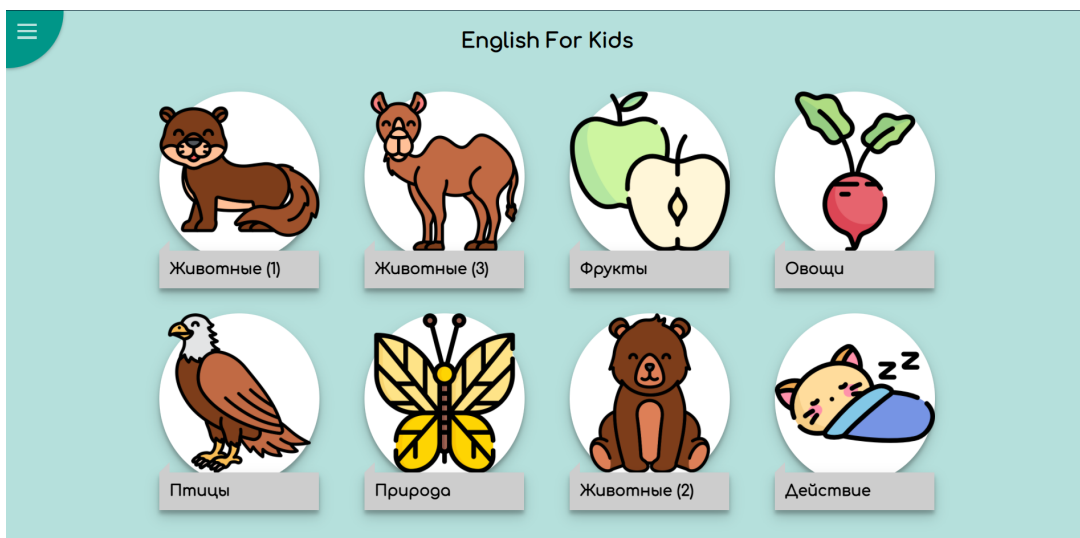 English For Kids
Животные (1)
Животные (3)
Фрукты
Овощи
z z
Птицы
Природа
Животные (2)
Действие